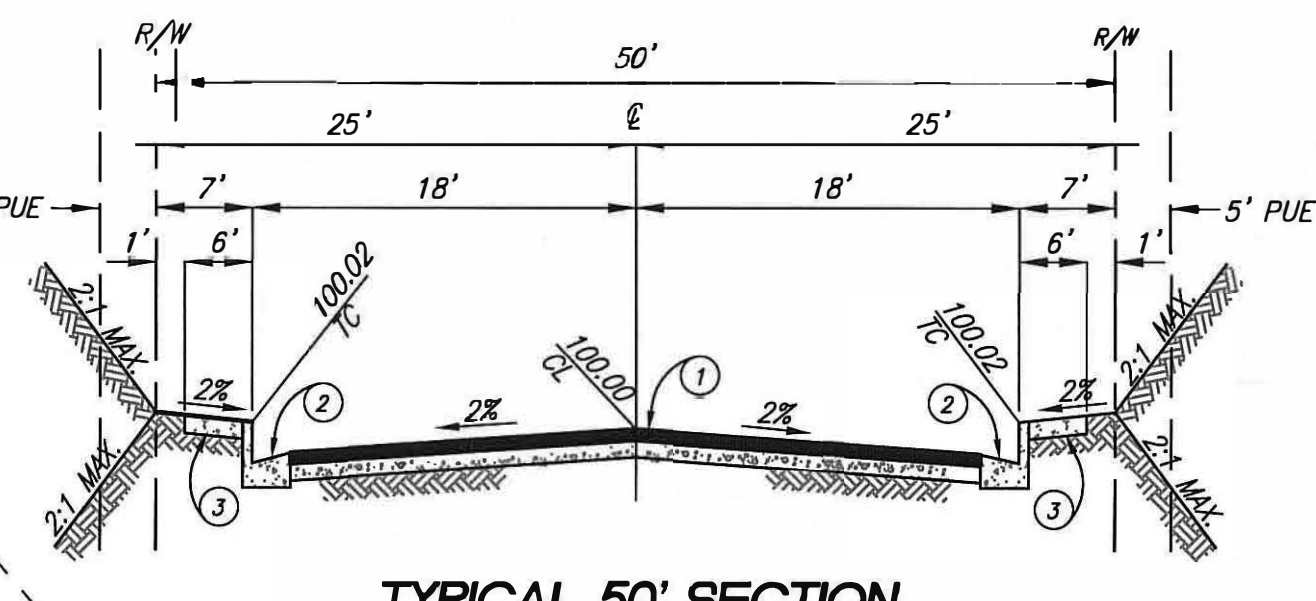 R/W R/W
50'
25' ℄ 25'
7' 18' 18' 7'
PUE 5' PUE
1' 6' 6' 1'
2:1 MAX. 100.02 TC 100.00 CL 100.02 TC 2:1 MAX.
2% 2 2% 1 2% 2 2%
2:1 MAX. 3 3 2:1 MAX.
TYPICAL 50' SECTION